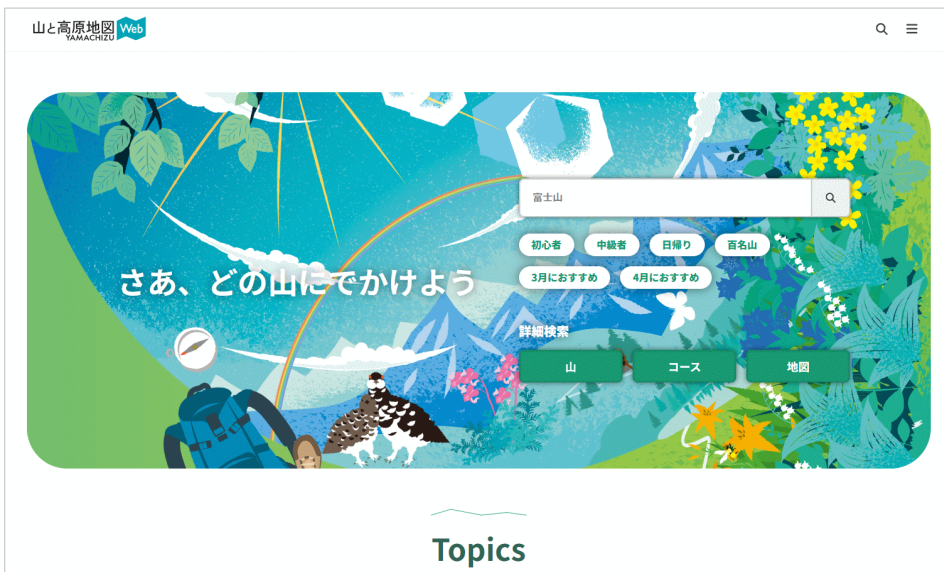 山と高原地図 Web
YAMACHIZU
さあ、どの山にでかけよう
富士山
初心者 中級者 日帰り 百名山
3月におすすめ 4月におすすめ
詳細検索
山 コース 地図
Topics